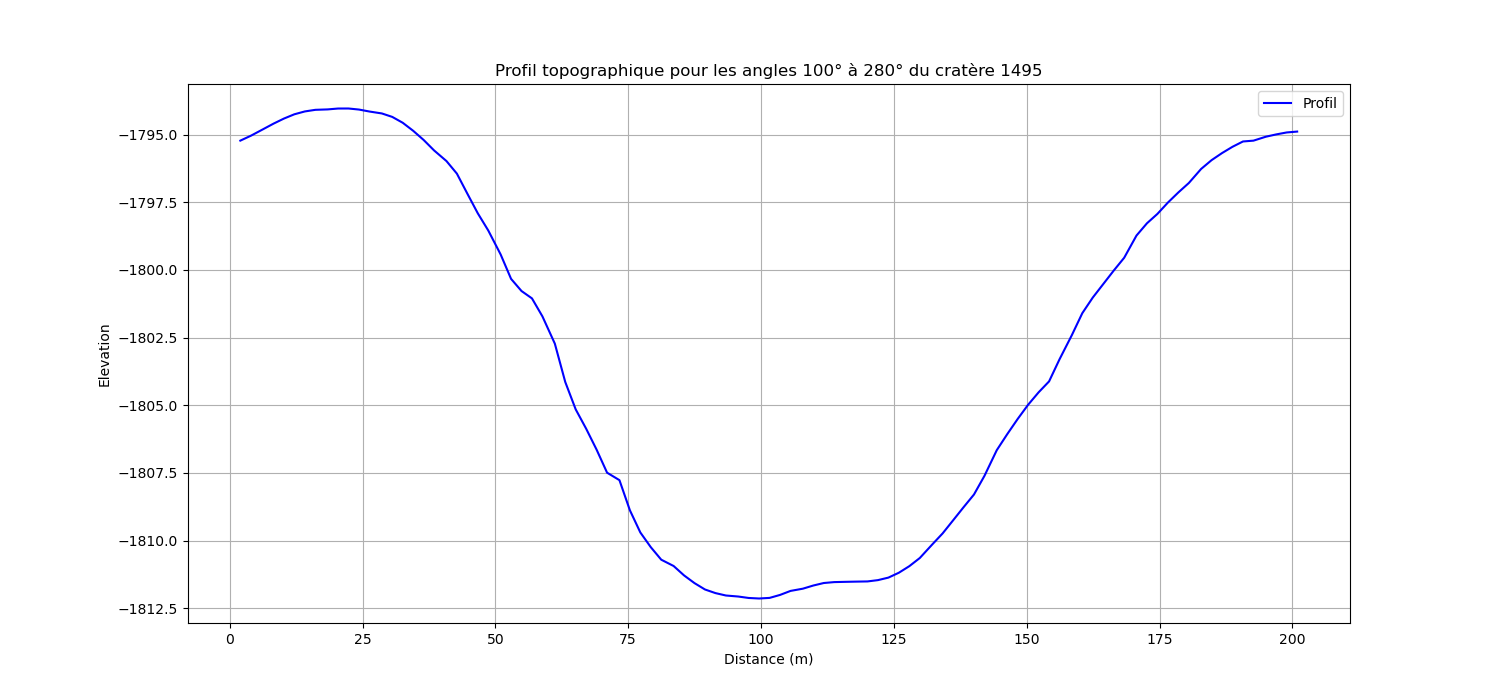 Profil topographique pour les angles 100° à 280° du cratère 1495
Profil
Elevation
−1795.0
−1797.5
−1800.0
−1802.5
−1805.0
−1807.5
−1810.0
−1812.5
0 25 50 75 100 125 150 175 200
Distance (m)